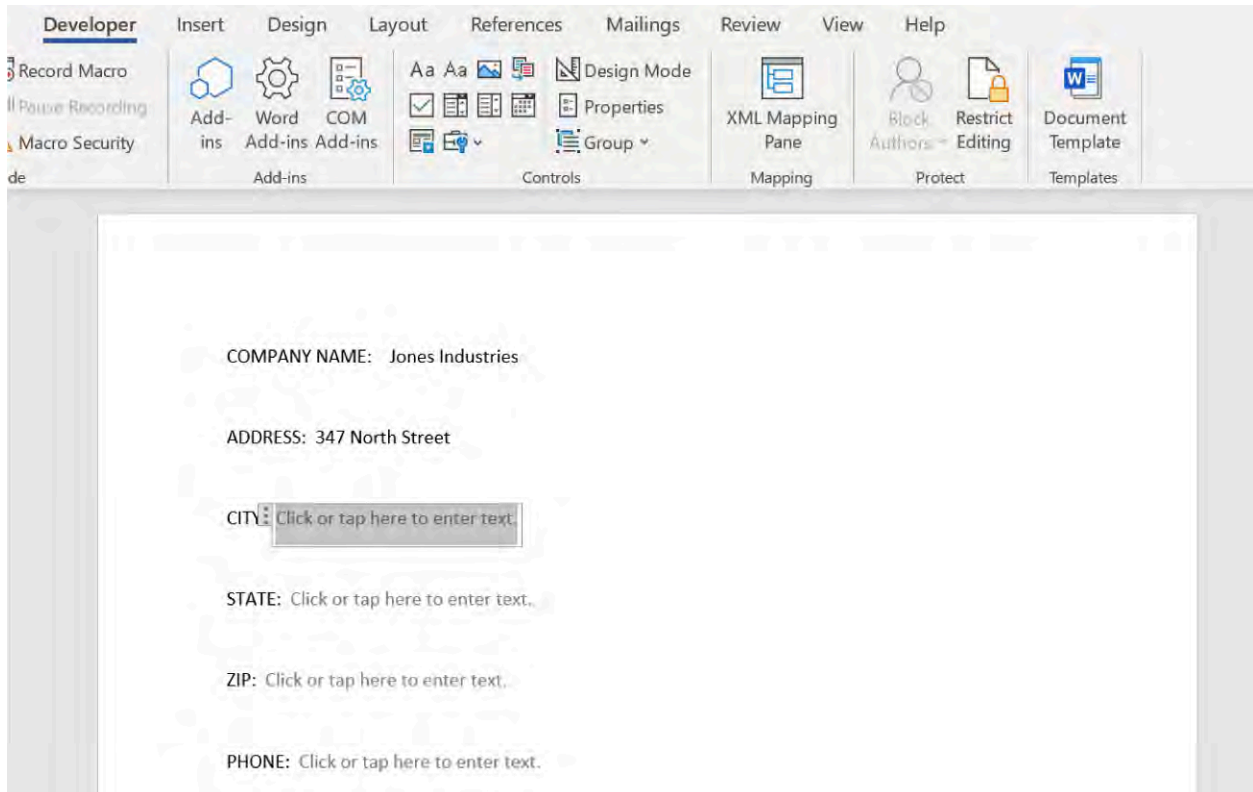 Developer Insert Design Layout References Mailings Review View Help
Record Macro
Pause Recording
Macro Security
de
Add-
ins
Word
Add-ins
COM
Add-ins
Add-ins
Aa Aa
Design Mode
Properties
Group
Controls
XML Mapping
Pane
Mapping
Block
Authors
Restrict
Editing
Protect
W
Document
Template
Templates
COMPANY NAME: Jones Industries
ADDRESS: 347 North Street
CITY: Click or tap here to enter text.
STATE: Click or tap here to enter text.
ZIP: Click or tap here to enter text.
PHONE: Click or tap here to enter text.